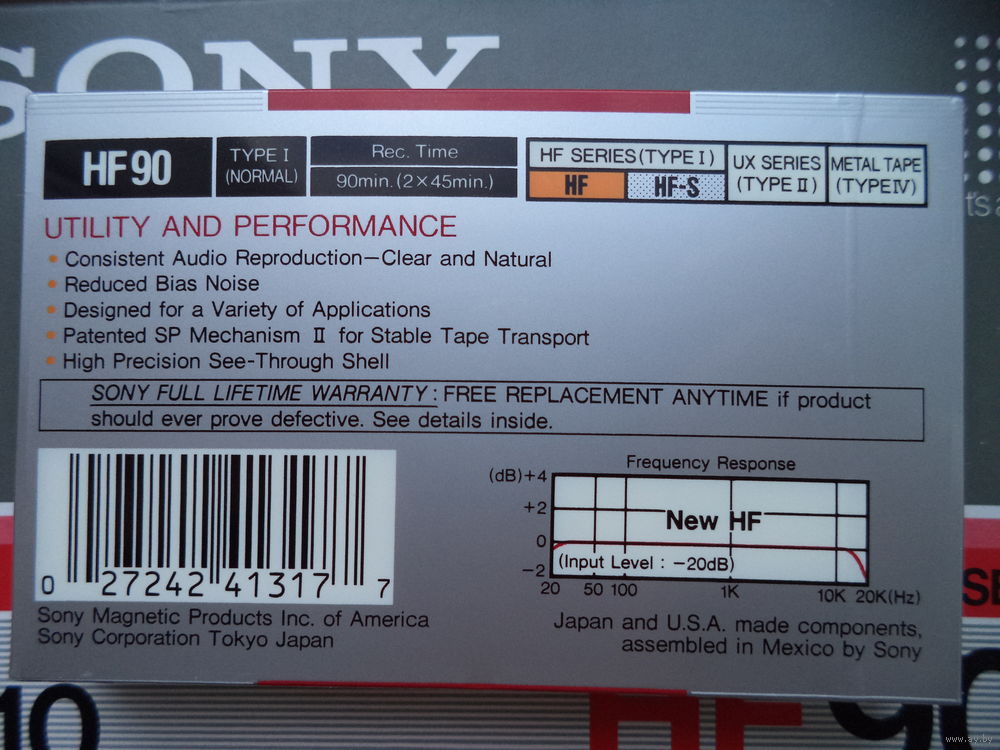 SONY
HF 90
TYPE I
(NORMAL)
Rec. Time
90min. (2×45min.)
HF SERIES (TYPE I)
HF
HF-S
UX SERIES
(TYPE II)
METAL TAPE
(TYPE IV)
UTILITY AND PERFORMANCE
• Consistent Audio Reproduction—Clear and Natural
• Reduced Bias Noise
• Designed for a Variety of Applications
• Patented SP Mechanism II for Stable Tape Transport
• High Precision See-Through Shell
SONY FULL LIFETIME WARRANTY: FREE REPLACEMENT ANYTIME if product
should ever prove defective. See details inside.
0 27242 41317 7
Sony Magnetic Products Inc. of America
Sony Corporation Tokyo Japan
Frequency Response
(dB) +4
+2
0
−2
New HF
(Input Level : −20dB)
20 50 100 1K 10K 20K(Hz)
Japan and U.S.A. made components,
assembled in Mexico by Sony
10
HF 90
www.ay.by